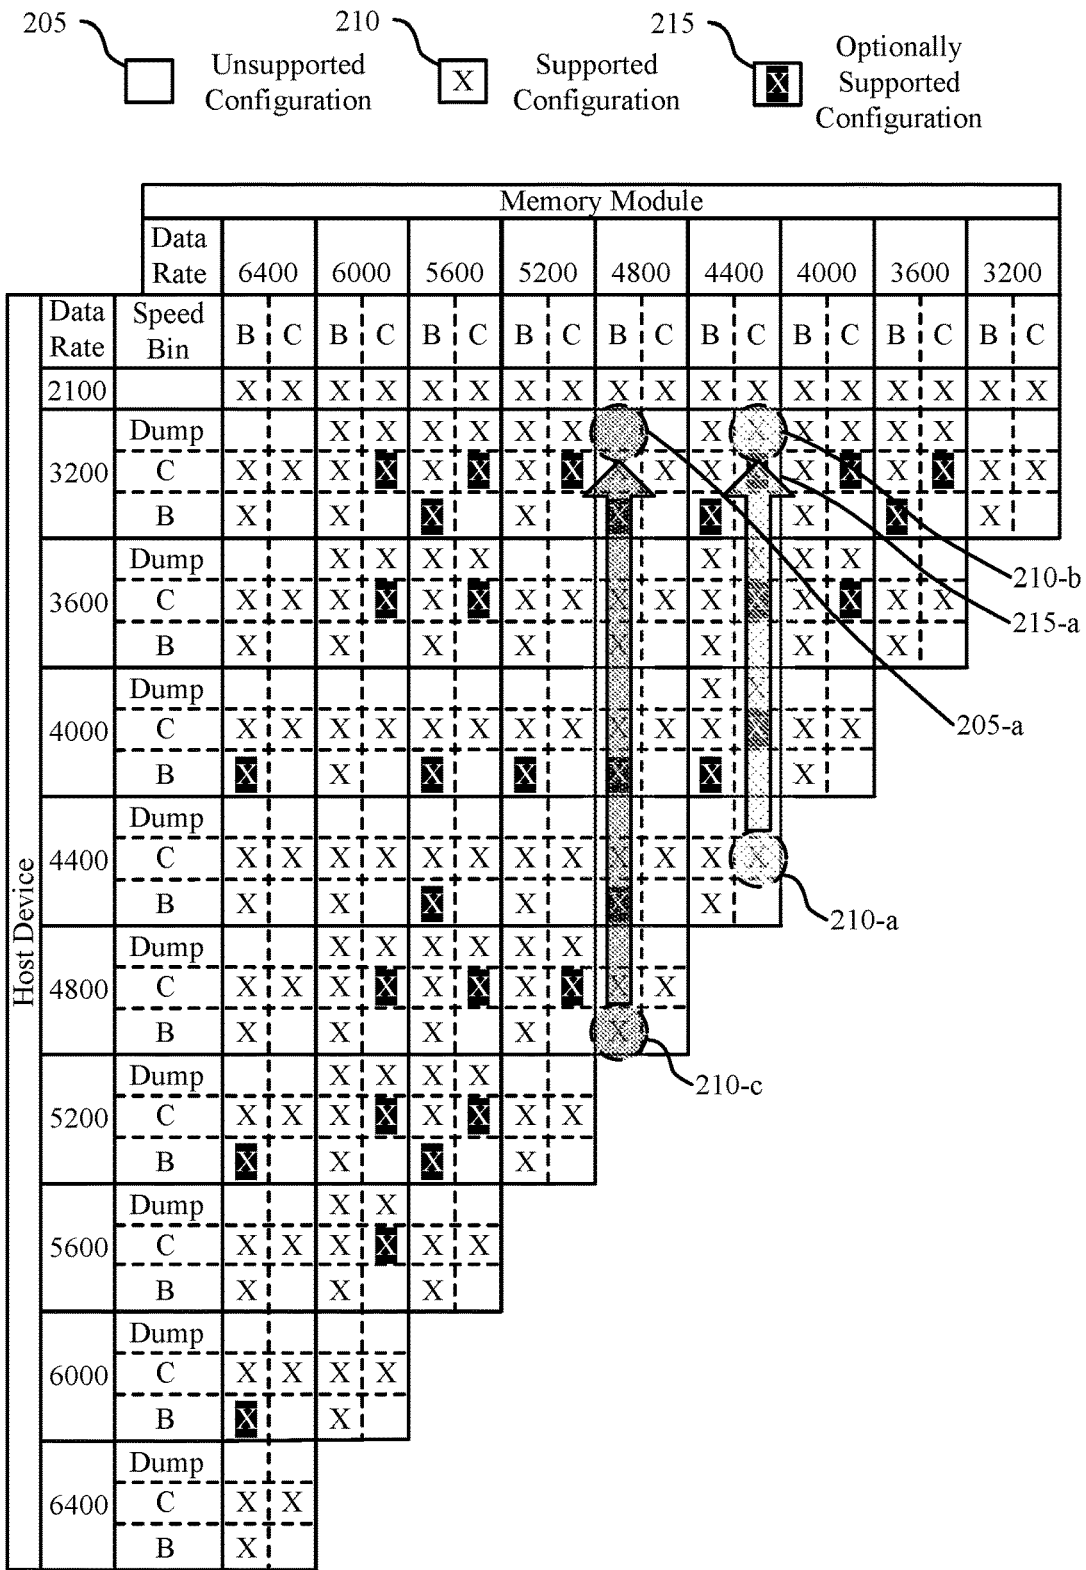 205
210
215
Unsupported
Configuration
X
Supported
Configuration
X
Optionally
Supported
Configuration
Memory Module
Data
Rate 6400 6000 5600 5200 4800 4400 4000 3600 3200
Data
Rate
Speed
Bin
B C B C B C B C B C B C B C B C B C
2100 X X X X X X X X X X X X X X X X X X
Dump X X X X X X X X X X X X
3200 C X X X X X X X X X X X X X X X X X X
B X X X X X X X X X
Dump X X X X X X X X
3600 C X X X X X X X X X X X X X X X X
B X X X X X X X X
Dump X X
4000 C X X X X X X X X X X X X X X
B X X X X X X X
Dump
4400 C X X X X X X X X X X X X
B X X X X X X
Dump X X X X X X
4800 C X X X X X X X X X X
B X X X X X
Dump X X X X
5200 C X X X X X X X X
B X X X X
Dump X X
5600 C X X X X X X
B X X X
Dump
6000 C X X X X
B X X
Dump
6400 C X X
B X
Host Device
210-b
215-a
205-a
210-a
210-c